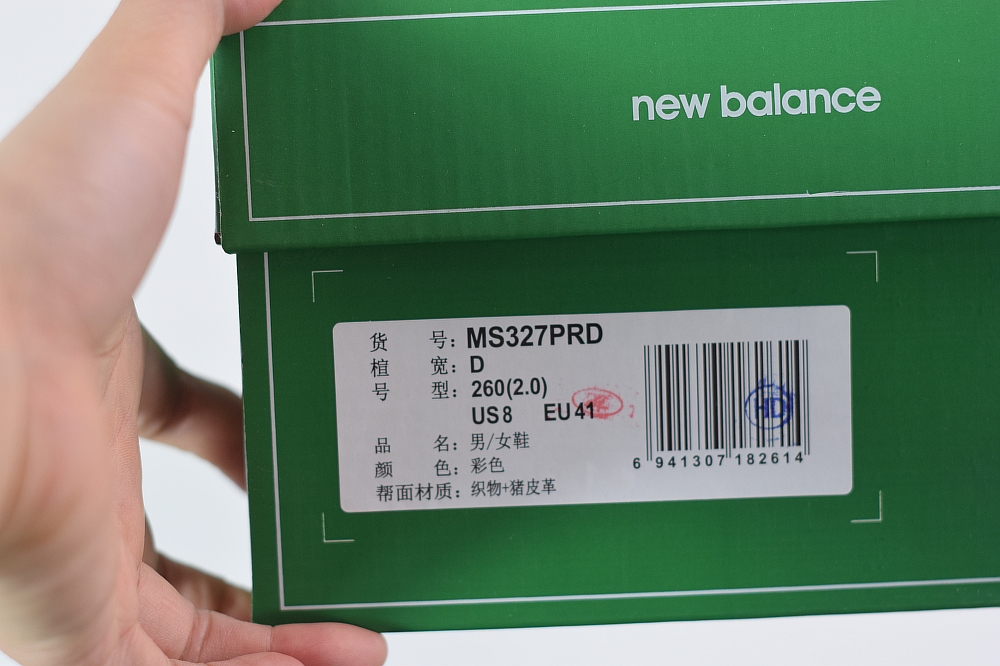 new balance
货 号: MS327PRD
楦 宽: D
号 型: 260(2.0)
US 8 EU 41
品 名: 男/女鞋
颜 色: 彩色
帮面材质: 织物+猪皮革
6 941307 182614
HD